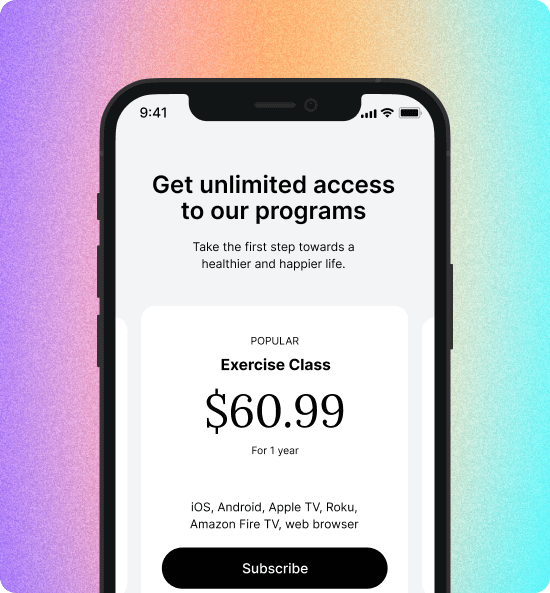 9:41
Get unlimited access
to our programs
Take the first step towards a
healthier and happier life.
POPULAR
Exercise Class
$60.99
For 1 year
iOS, Android, Apple TV, Roku,
Amazon Fire TV, web browser
Subscribe